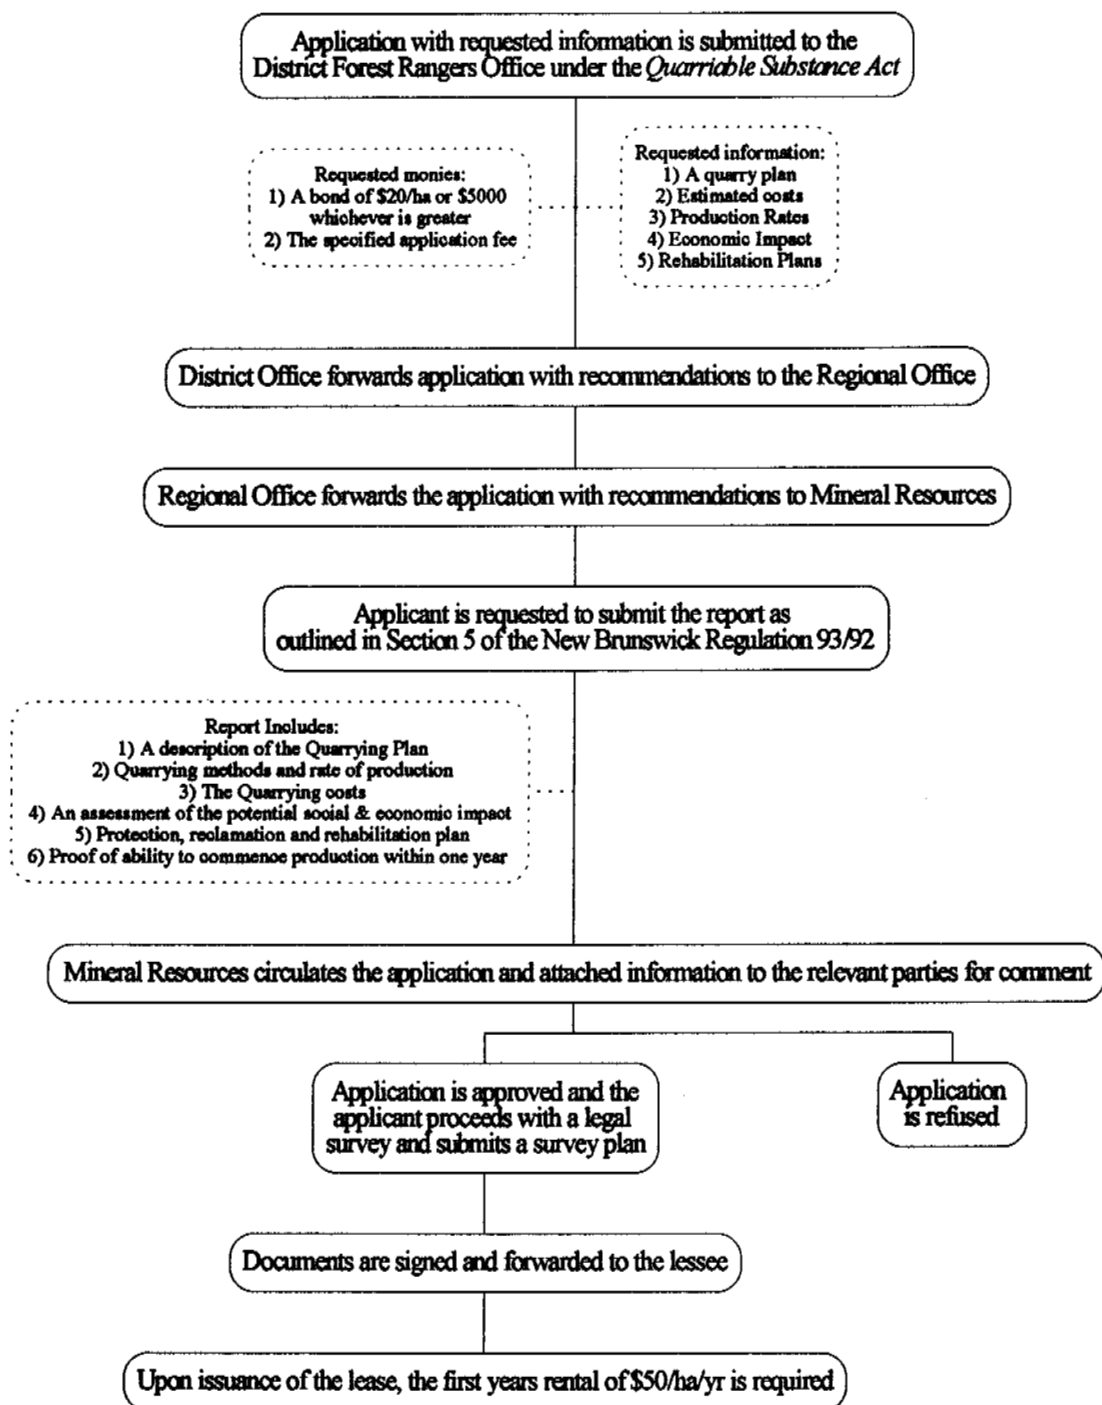 Application with requested information is submitted to the
District Forest Rangers Office under the Quarriable Substance Act
Requested monies:
1) A bond of $20/ha or $5000
whichever is greater
2) The specified application fee
Requested information:
1) A quarry plan
2) Estimated costs
3) Production Rates
4) Economic Impact
5) Rehabilitation Plans
District Office forwards application with recommendations to the Regional Office
Regional Office forwards the application with recommendations to Mineral Resources
Applicant is requested to submit the report as
outlined in Section 5 of the New Brunswick Regulation 93/92
Report Includes:
1) A description of the Quarrying Plan
2) Quarrying methods and rate of production
3) The Quarrying costs
4) An assessment of the potential social & economic impact
5) Protection, reclamation and rehabilitation plan
6) Proof of ability to commence production within one year
Mineral Resources circulates the application and attached information to the relevant parties for comment
Application is approved and the
applicant proceeds with a legal
survey and submits a survey plan
Application
is refused
Documents are signed and forwarded to the lessee
Upon issuance of the lease, the first years rental of $50/ha/yr is required